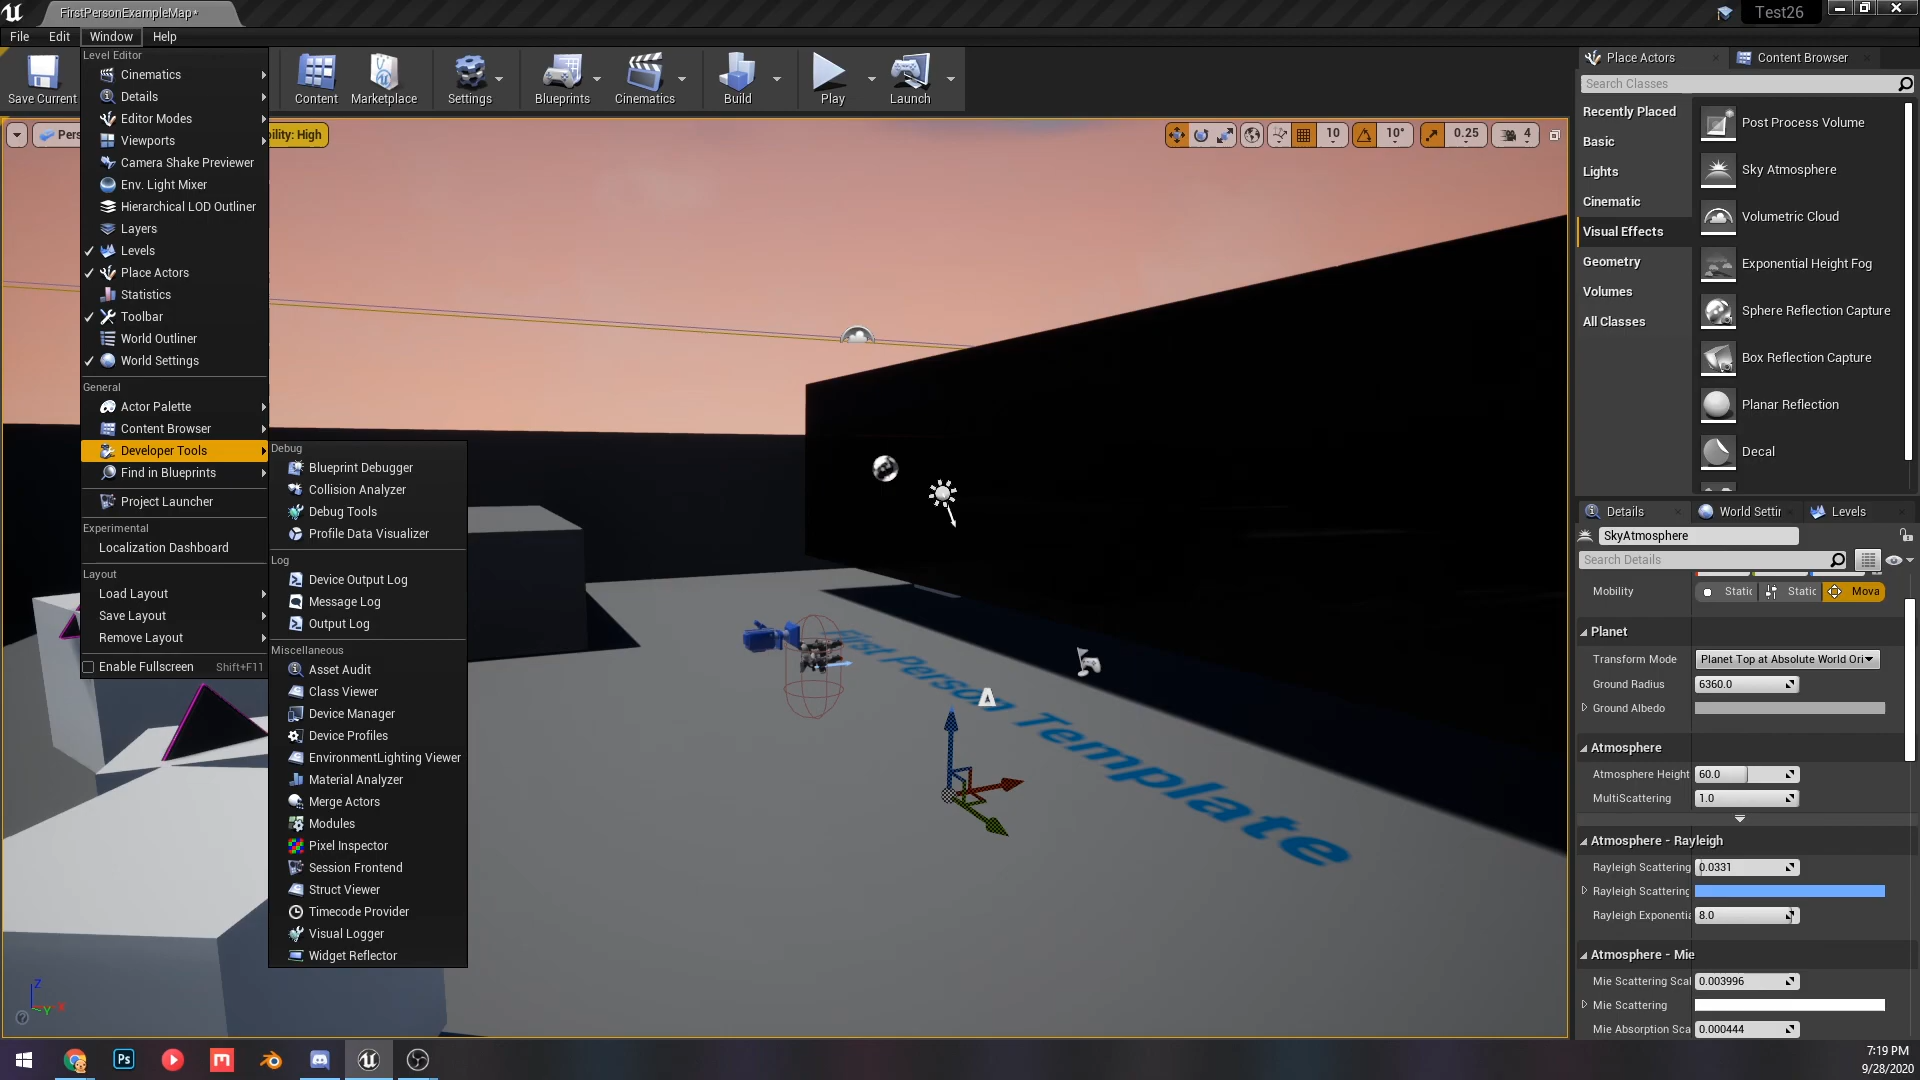 FirstPersonExampleMap*
Test26
File
Edit
Window
Help
Level Editor
Cinematics
Details
Editor Modes
Viewports
Camera Shake Previewer
Env. Light Mixer
Hierarchical LOD Outliner
Layers
Levels
Place Actors
Statistics
Toolbar
World Outliner
World Settings
General
Actor Palette
Content Browser
Developer Tools
Find in Blueprints
Project Launcher
Experimental
Localization Dashboard
Layout
Load Layout
Save Layout
Remove Layout
Enable Fullscreen Shift+F11
Debug
Blueprint Debugger
Collision Analyzer
Debug Tools
Profile Data Visualizer
Log
Device Output Log
Message Log
Output Log
Miscellaneous
Asset Audit
Class Viewer
Device Manager
Device Profiles
EnvironmentLighting Viewer
Material Analyzer
Merge Actors
Modules
Pixel Inspector
Session Frontend
Struct Viewer
Timecode Provider
Visual Logger
Widget Reflector
Save Current
Content
Marketplace
Settings
Blueprints
Cinematics
Build
Play
Launch
Pers
bility: High
10
10°
0.25
4
First Person Template
Z
Y
X
Place Actors
Content Browser
Search Classes
Recently Placed
Basic
Lights
Cinematic
Visual Effects
Geometry
Volumes
All Classes
Post Process Volume
Sky Atmosphere
Volumetric Cloud
Exponential Height Fog
Sphere Reflection Capture
Box Reflection Capture
Planar Reflection
Decal
Details
World Settin
Levels
SkyAtmosphere
Search Details
Mobility
Static
Static
Mova
Planet
Transform Mode
Planet Top at Absolute World Ori
Ground Radius
6360.0
Ground Albedo
Atmosphere
Atmosphere Height
60.0
MultiScattering
1.0
Atmosphere - Rayleigh
Rayleigh Scattering
0.0331
Rayleigh Scattering
Rayleigh Exponentia
8.0
Atmosphere - Mie
Mie Scattering Scal
0.003996
Mie Scattering
Mie Absorption Sca
0.000444
Ps
7:19 PM
9/28/2020